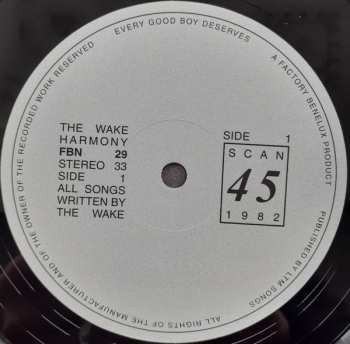 EVERY GOOD BOY DESERVES
A FACTORY BENELUX PRODUCT
PUBLISHED BY LTM SONGS
ALL RIGHTS OF THE MANUFACTURER AND OF THE OWNER OF THE RECORDED WORK RESERVED
THE WAKE
HARMONY
FBN 29
STEREO 33
SIDE 1
ALL SONGS
WRITTEN BY
THE WAKE
SIDE 1
SCAN
45
1982